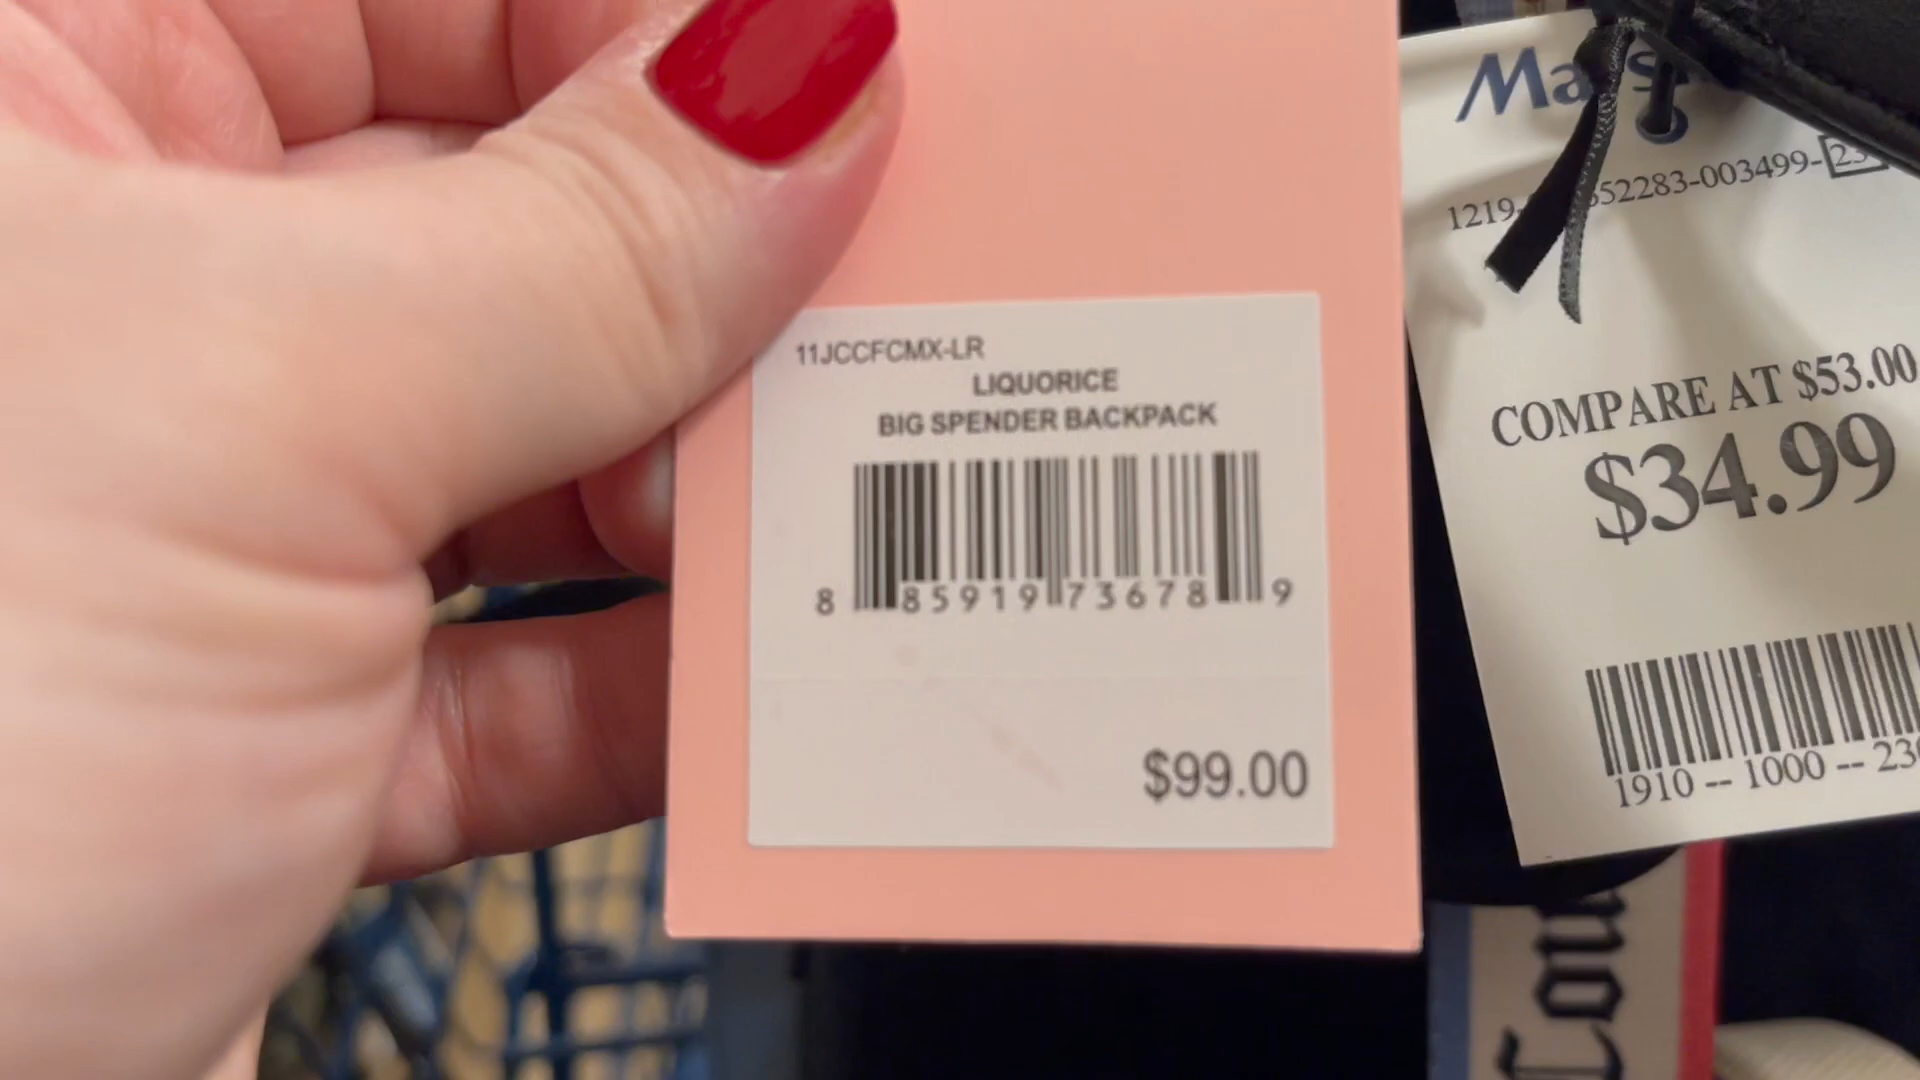 11JCCFCMX-LR
LIQUORICE
BIG SPENDER BACKPACK
8 85919 73678 9
$99.00
COMPARE AT $53.00
$34.99
1910 -- 1000 --